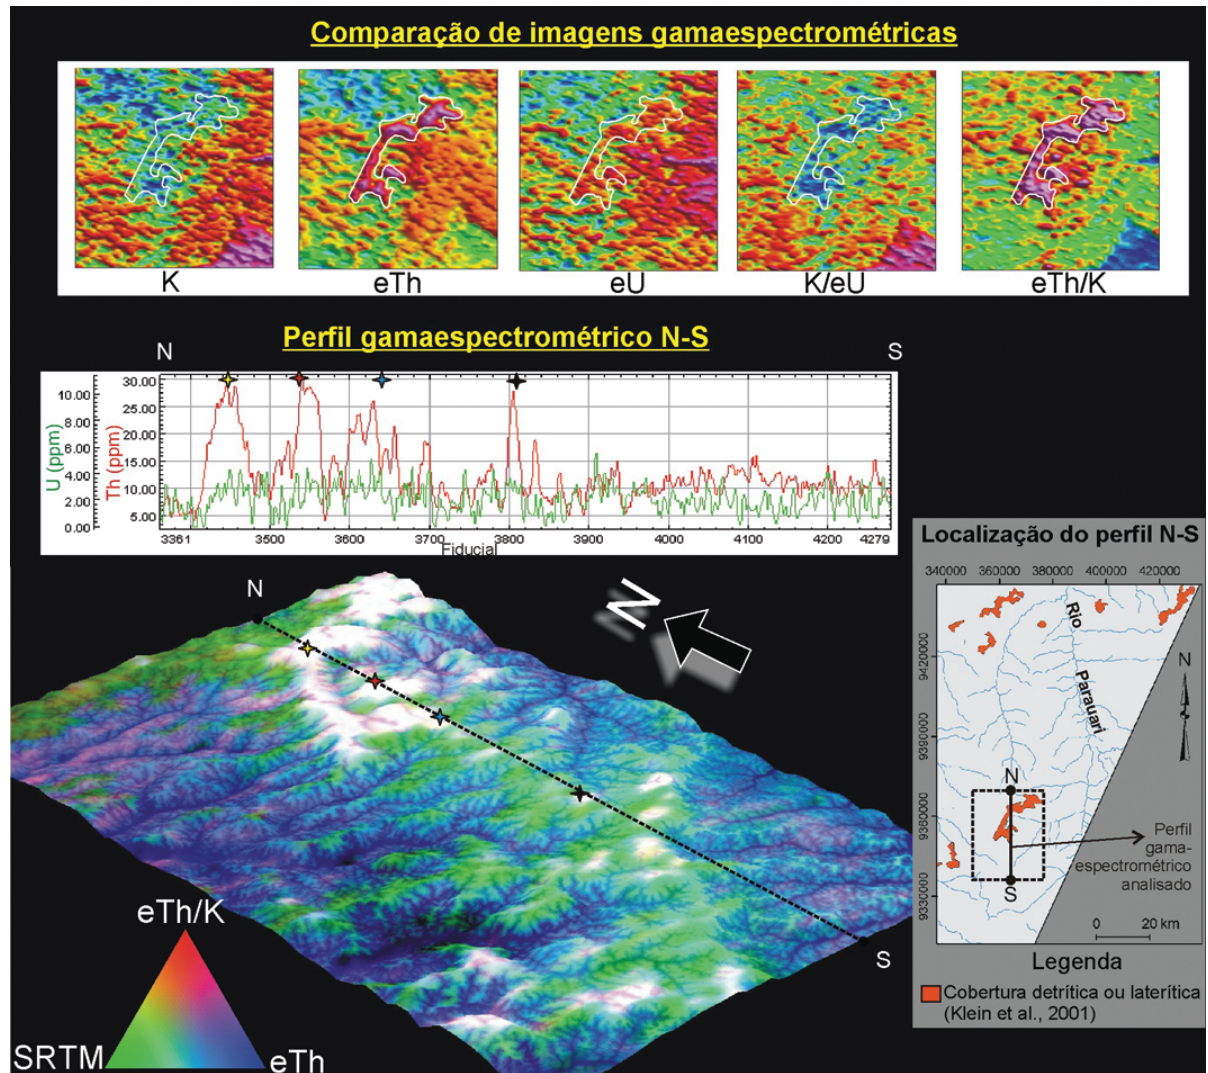 Comparação de imagens gamaespectrométricas
K
eTh
eU
K/eU
eTh/K
Perfil gamaespectrométrico N-S
N
S
U (ppm)
10.00
8.00
6.00
4.00
2.00
0.00
Th (ppm)
30.00
25.00
20.00
15.00
10.00
5.00
3361
3500
3600
3700
3800
3900
4000
4100
4200
4279
Fiducial
N
N
S
eTh/K
SRTM
eTh
Localização do perfil N-S
340000
360000
380000
400000
420000
9420000
9390000
9360000
9330000
Rio
Parauari
N
N
S
Perfil
gama-
espectrométrico
analisado
0
20 km
Legenda
Cobertura detrítica ou laterítica
(Klein et al., 2001)